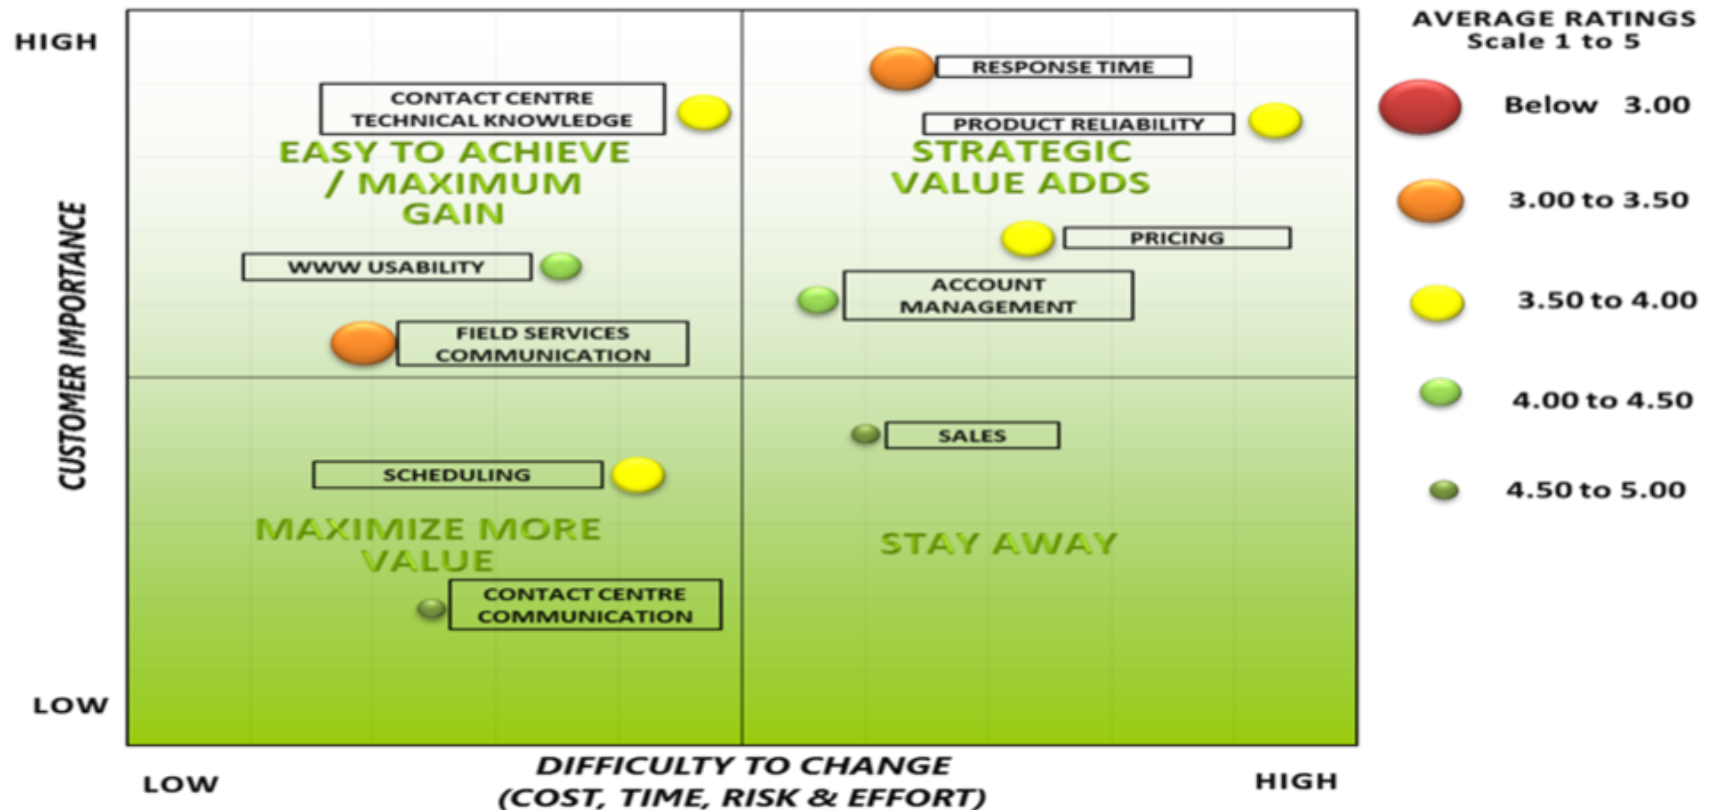 HIGH
CUSTOMER IMPORTANCE
LOW
CONTACT CENTRE
TECHNICAL KNOWLEDGE
EASY TO ACHIEVE
/ MAXIMUM
GAIN
WWW USABILITY
FIELD SERVICES
COMMUNICATION
RESPONSE TIME
PRODUCT RELIABILITY
STRATEGIC
VALUE ADDS
PRICING
ACCOUNT
MANAGEMENT
SCHEDULING
MAXIMIZE MORE
VALUE
CONTACT CENTRE
COMMUNICATION
SALES
STAY AWAY
LOW
DIFFICULTY TO CHANGE
(COST, TIME, RISK & EFFORT)
HIGH
AVERAGE RATINGS
Scale 1 to 5
Below 3.00
3.00 to 3.50
3.50 to 4.00
4.00 to 4.50
4.50 to 5.00